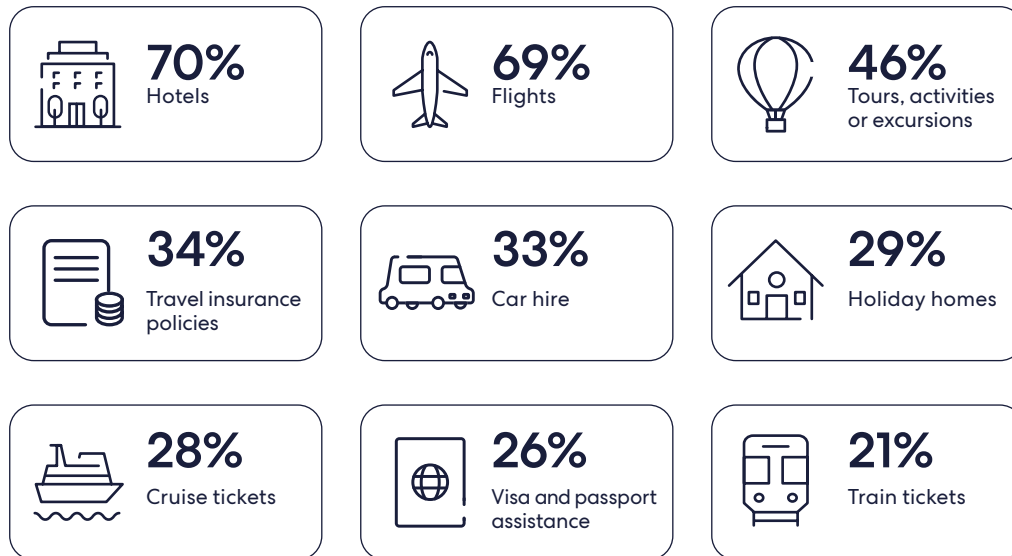 70%
Hotels
69%
Flights
46%
Tours, activities
or excursions
34%
Travel insurance
policies
33%
Car hire
29%
Holiday homes
28%
Cruise tickets
26%
Visa and passport
assistance
21%
Train tickets